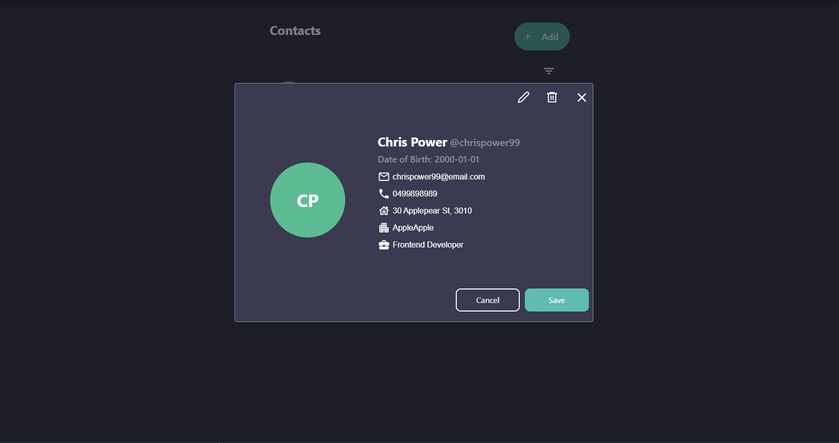 Contacts
+ Add
Chris Power @chrispower99
Date of Birth: 2000-01-01
chrispower99@email.com
CP
0499898989
30 Applepear St, 3010
AppleApple
Frontend Developer
Cancel
Save